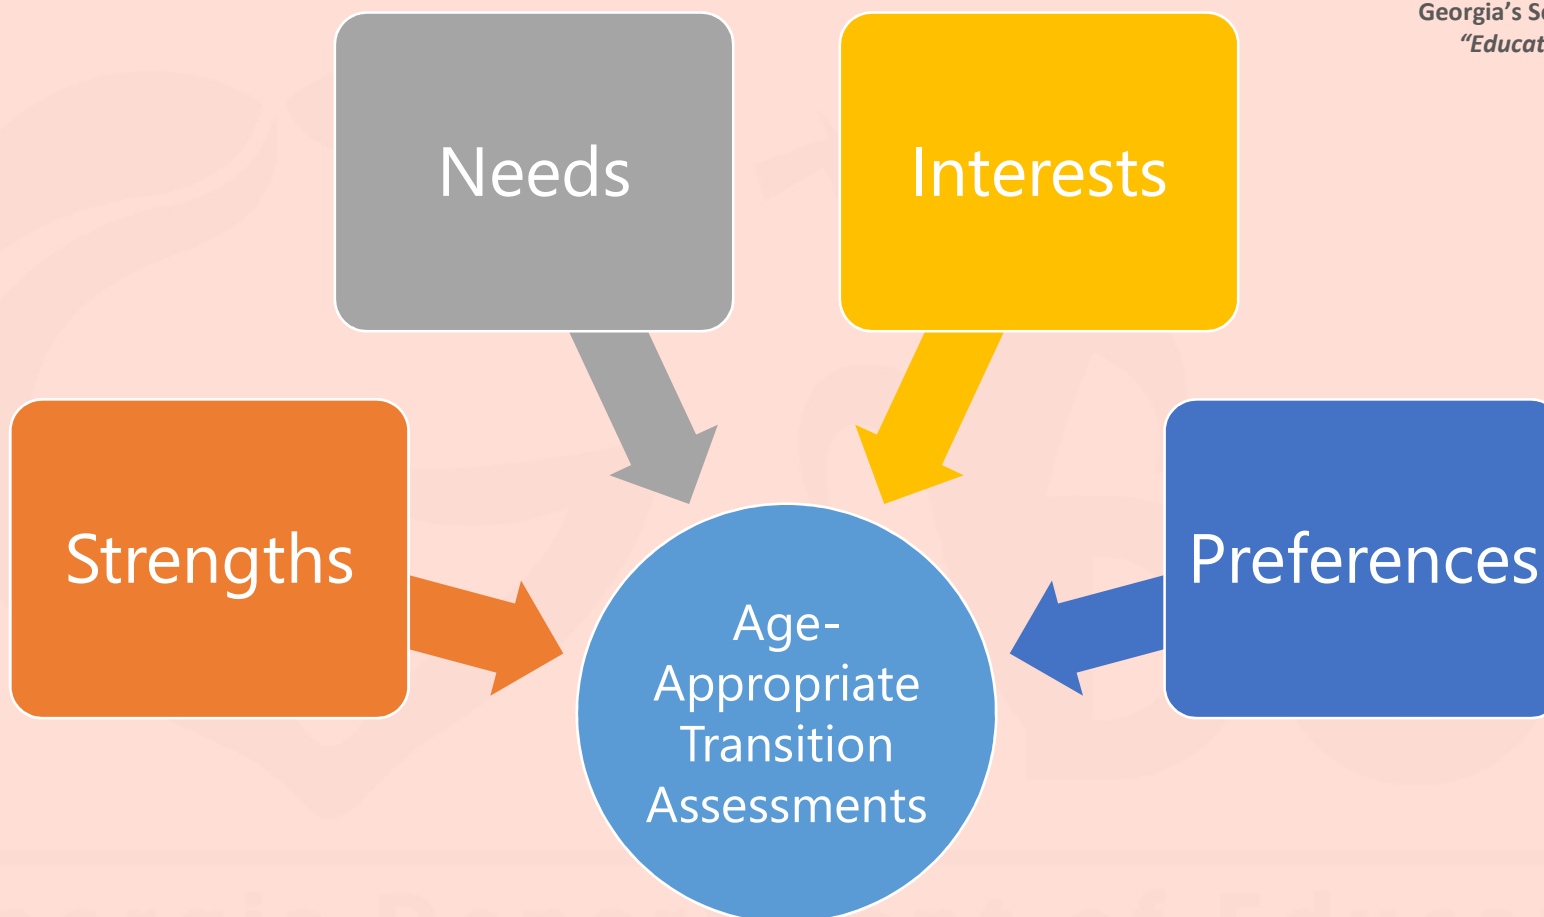 Georgia’s
“Educat
Needs
Interests
Strengths
Preferences
Age-
Appropriate
Transition
Assessments